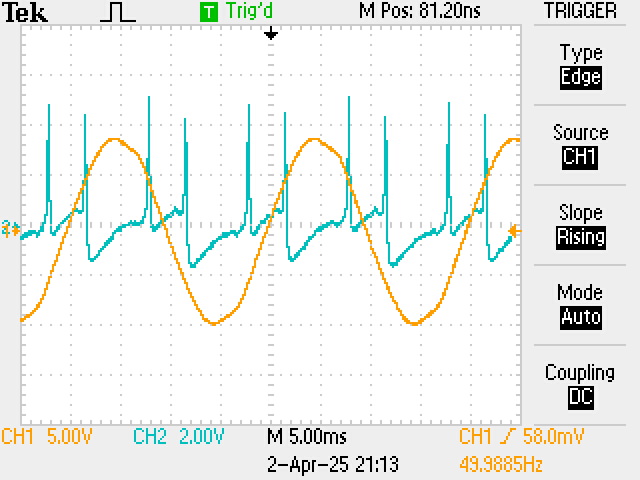 Tek T Trig'd M Pos: 81.20ns TRIGGER
Type
Edge
Source
CH1
Slope
Rising
Mode
Auto
Coupling
DC
CH1 5.00V CH2 2.00V M 5.00ms CH1 58.0mV
2-Apr-25 21:13 49.9885Hz